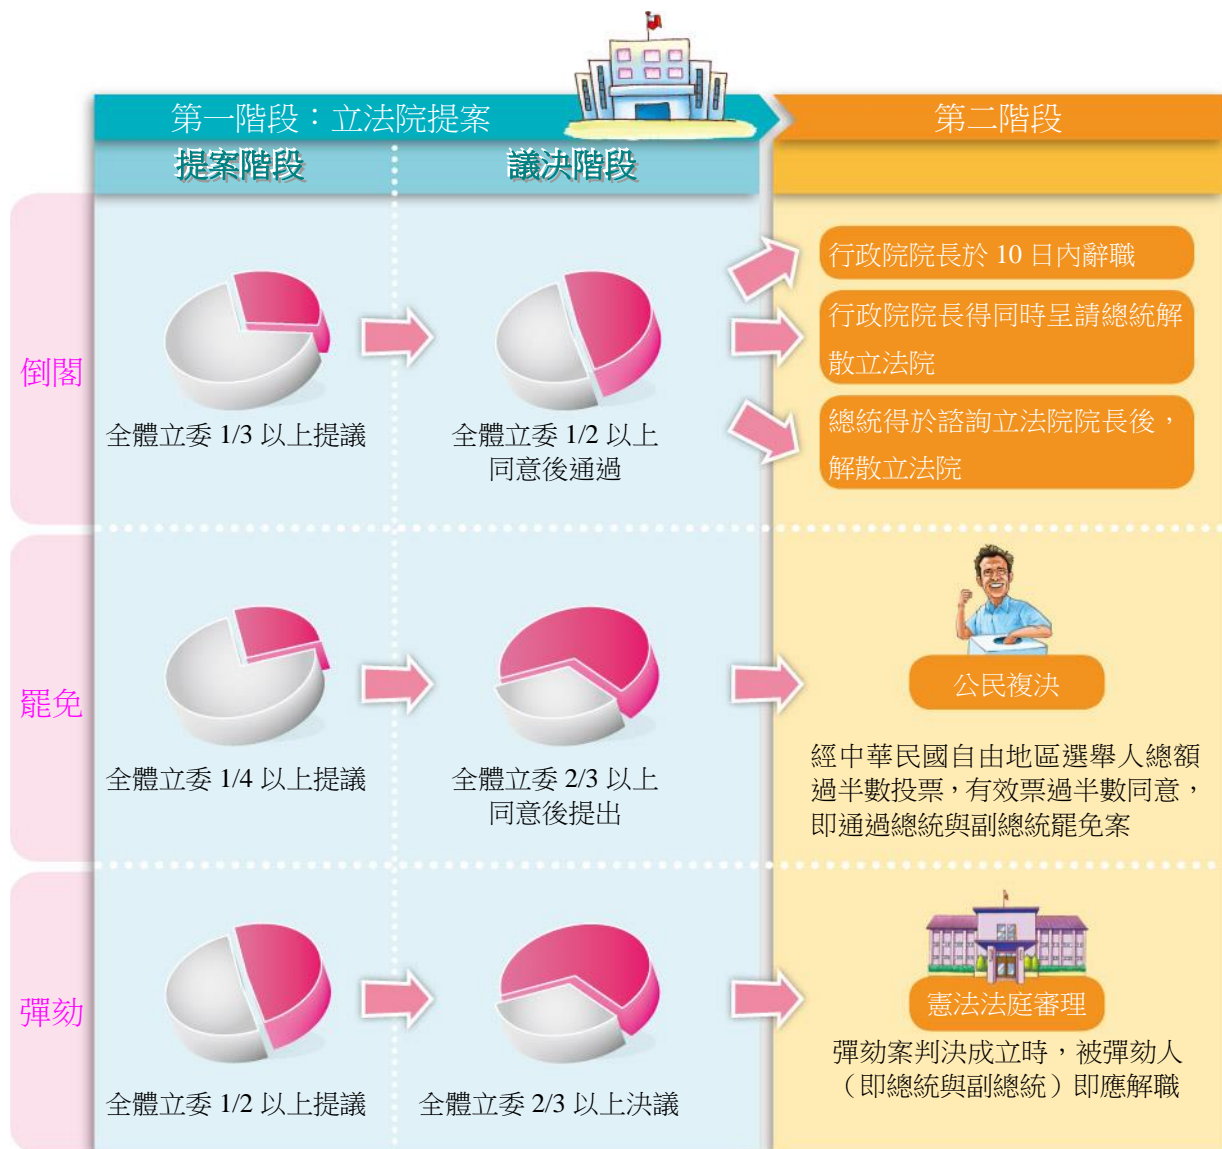 第一階段：立法院提案
第二階段
提案階段
議決階段
倒閣
全體立委 1/3 以上提議
全體立委 1/2 以上
同意後通過
行政院院長於 10 日內辭職
行政院院長得同時呈請總統解
散立法院
總統得於諮詢立法院院長後，
解散立法院
罷免
全體立委 1/4 以上提議
全體立委 2/3 以上
同意後提出
公民複決
經中華民國自由地區選舉人總額
過半數投票，有效票過半數同意，
即通過總統與副總統罷免案
彈劾
全體立委 1/2 以上提議
全體立委 2/3 以上決議
憲法法庭審理
彈劾案判決成立時，被彈劾人
（即總統與副總統）即應解職